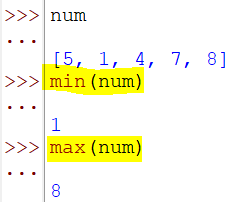 >>> num
...
[5, 1, 4, 7, 8]
>>> min(num)
...
1
>>> max(num)
...
8